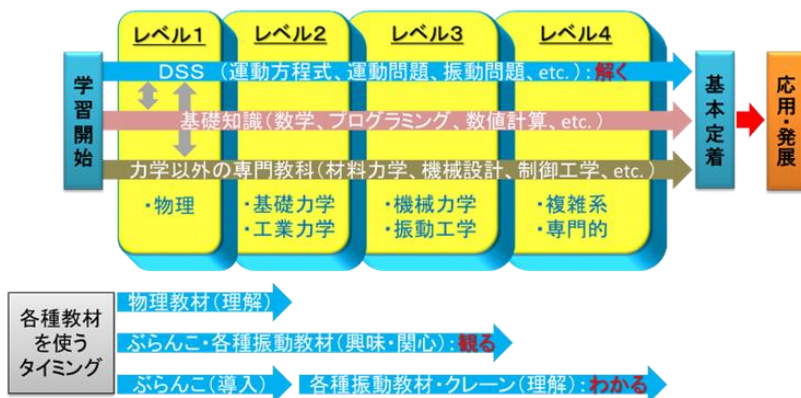 レベル1
レベル2
レベル3
レベル4
学習開始
DSS (運動方程式、運動問題、振動問題、etc.):解く
基礎知識(数学、プログラミング、数値計算、etc.)
力学以外の専門教科(材料力学、機械設計、制御工学、etc.)
・物理
・基礎力学
・工業力学
・機械力学
・振動工学
・複雑系
・専門的
基本定着
応用・発展
各種教材
を使う
タイミング
物理教材(理解)
ぶらんこ・各種振動教材(興味・関心):観る
ぶらんこ(導入)
各種振動教材・クレーン(理解):わかる